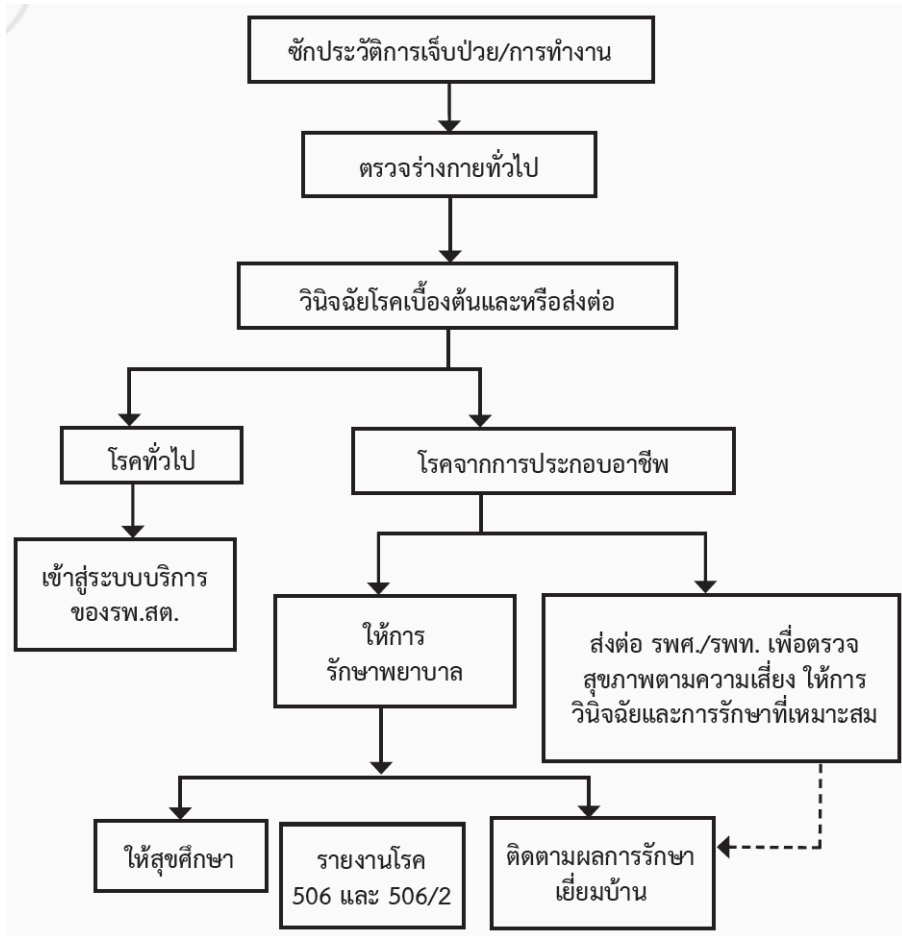 ซักประวัติการเจ็บป่วย/การทำงาน
ตรวจร่างกายทั่วไป
วินิจฉัยโรคเบื้องต้นและหรือส่งต่อ
โรคทั่วไป
โรคจากการประกอบอาชีพ
เข้าสู่ระบบบริการ
ของรพ.สต.
ให้การ
รักษาพยาบาล
ส่งต่อ รพศ./รพท. เพื่อตรวจ
สุขภาพตามความเสี่ยง ให้การ
วินิจฉัยและการรักษาที่เหมาะสม
ให้สุขศึกษา
รายงานโรค
506 และ 506/2
ติดตามผลการรักษา
เยี่ยมบ้าน